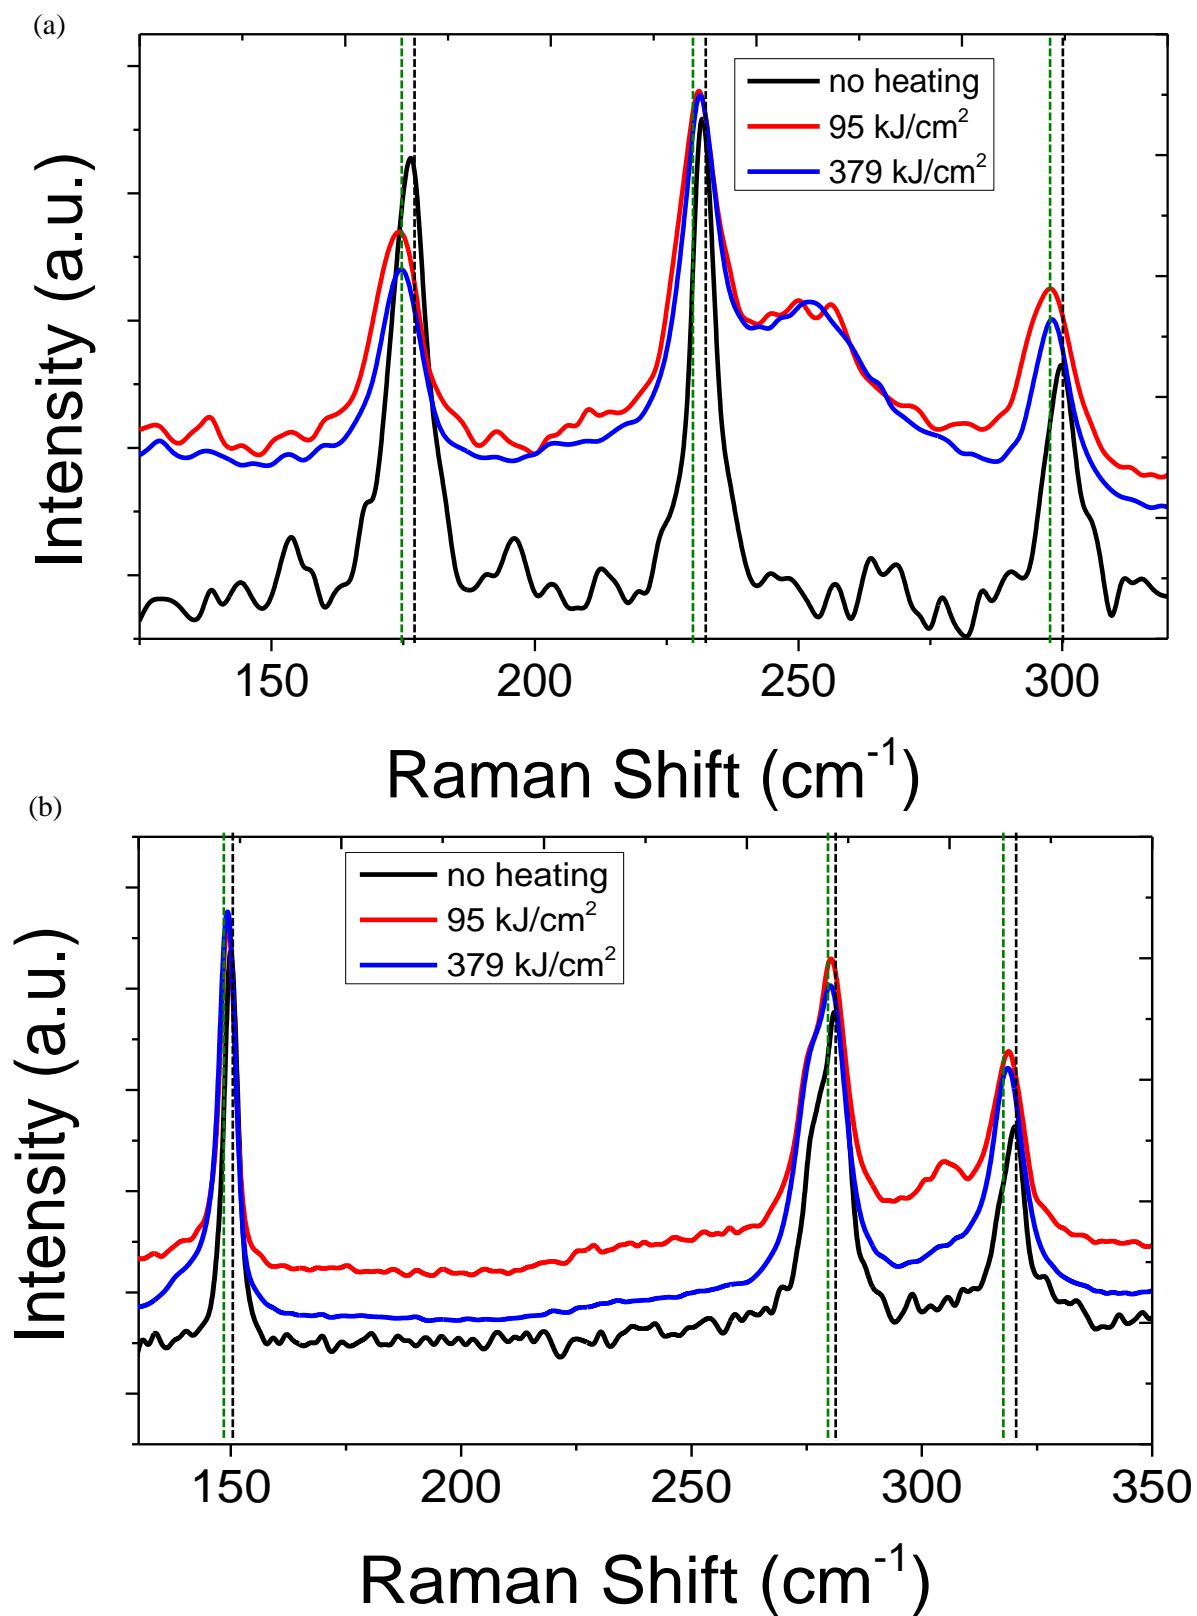 (a)
Intensity (a.u.)
no heating
95 kJ/cm²
379 kJ/cm²
150 200 250 300
Raman Shift (cm⁻¹)
(b)
Intensity (a.u.)
no heating
95 kJ/cm²
379 kJ/cm²
150 200 250 300 350
Raman Shift (cm⁻¹)